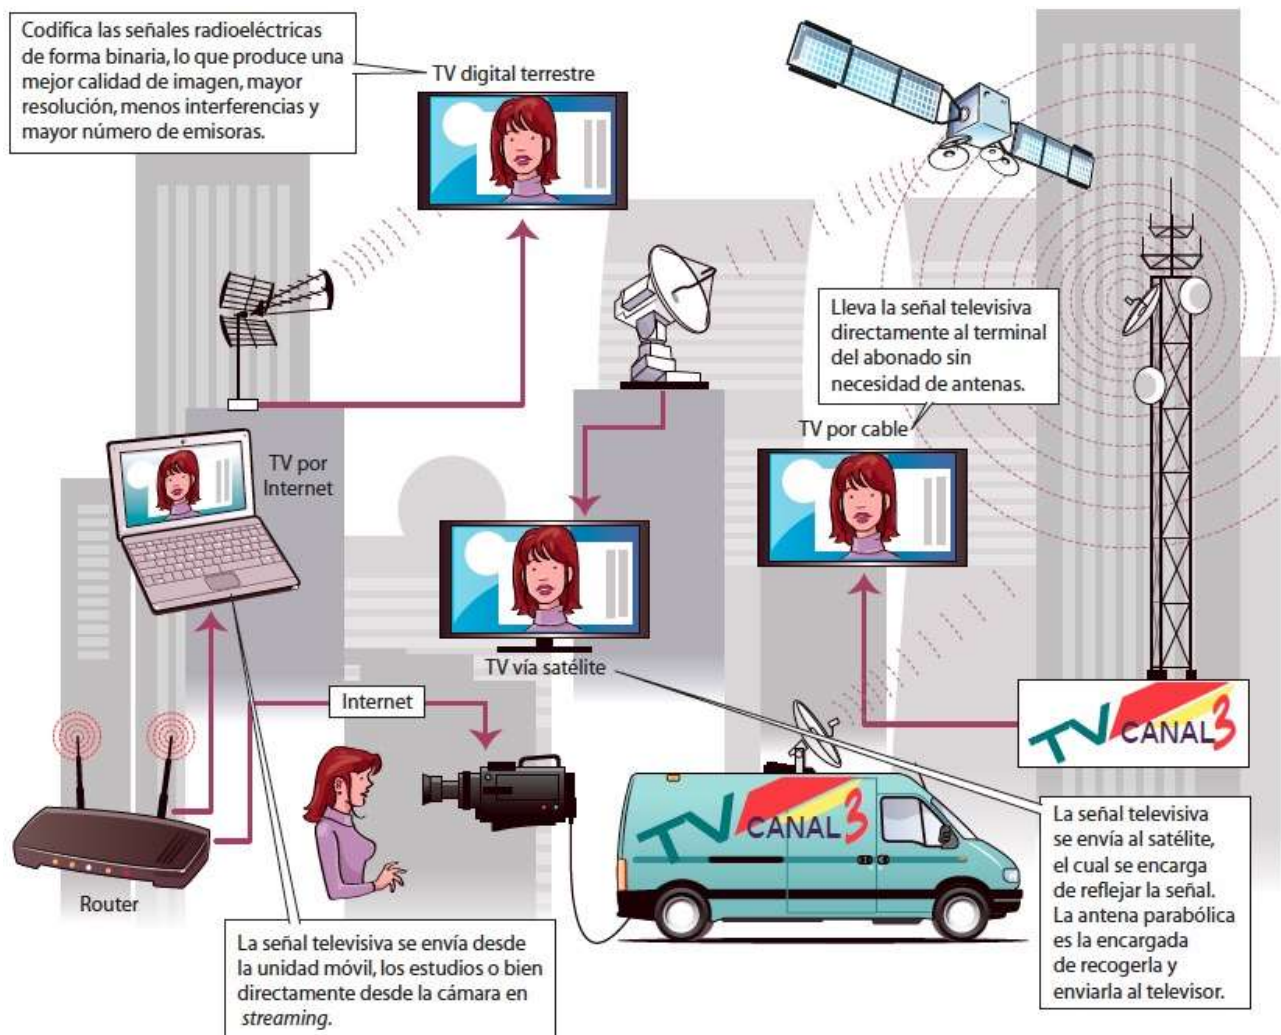 Codifica las señales radioeléctricas
de forma binaria, lo que produce una
mejor calidad de imagen, mayor
resolución, menos interferencias y
mayor número de emisoras.
TV digital terrestre
Lleva la señal televisiva
directamente al terminal
del abonado sin
necesidad de antenas.
TV por cable
TV por
Internet
TV vía satélite
Internet
TV CANAL 3
TV CANAL 3
Router
La señal televisiva se envía desde
la unidad móvil, los estudios o bien
directamente desde la cámara en
streaming.
La señal televisiva
se envía al satélite,
el cual se encarga
de reflejar la señal.
La antena parabólica
es la encargada
de recogerla y
enviarla al televisor.